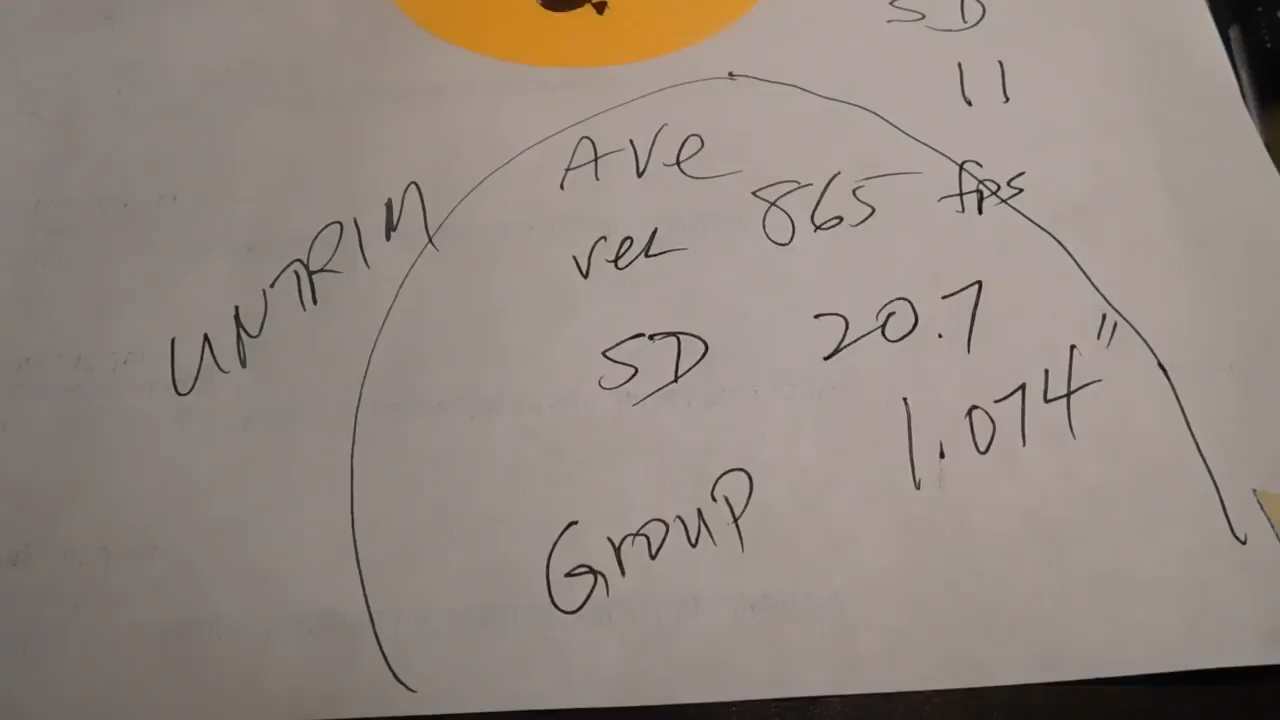 SD
11
UNTRIM
Ave
vel 865 fps
SD 20.7
Group 1.074"